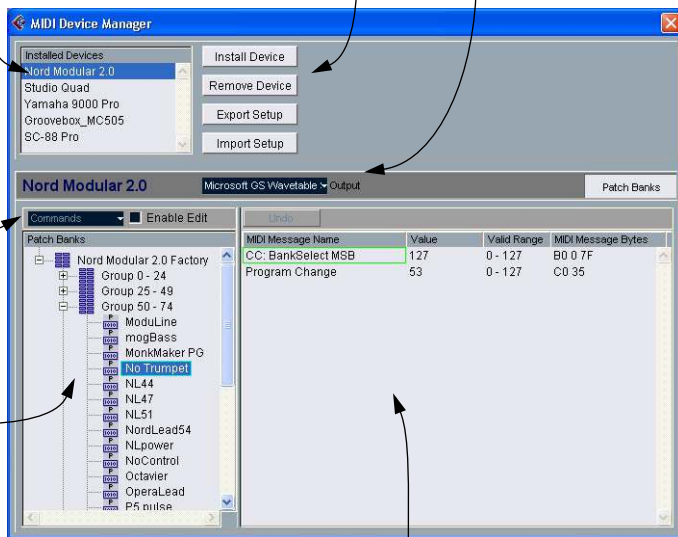 MIDI Device Manager
Installed Devices
Nord Modular 2.0
Studio Quad
Yamaha 9000 Pro
Groovebox_MC505
SC-88 Pro
Install Device
Remove Device
Export Setup
Import Setup
Nord Modular 2.0
Microsoft GS Wavetable
Output
Patch Banks
Commands
Enable Edit
Undo
Patch Banks
Nord Modular 2.0 Factory
Group 0 - 24
Group 25 - 49
Group 50 - 74
ModuLine
mogBass
MonkMaker PG
No Trumpet
NL44
NL47
NL51
NordLead54
NLpower
NoControl
Octavier
OperaLead
P5 pulse
MIDI Message Name Value Valid Range MIDI Message Bytes
CC: BankSelect MSB 127 0 - 127 B0 0 7F
Program Change 53 0 - 127 C0 35